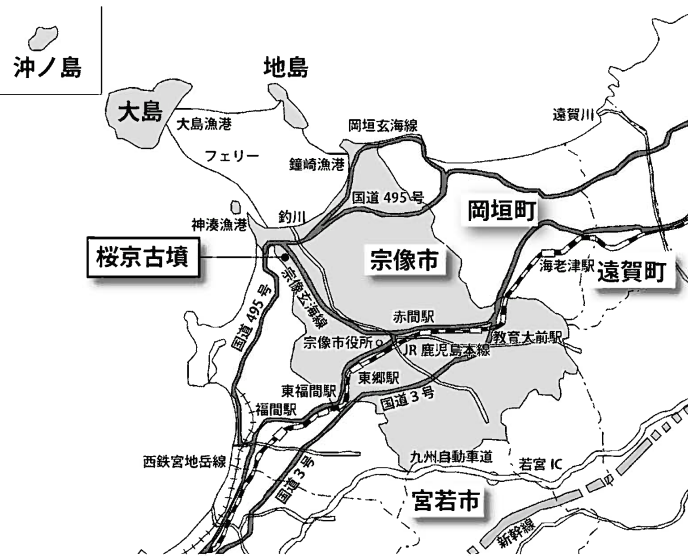 沖ノ島
地島
大島
大島漁港
遠賀川
岡垣玄海線
フェリー
鐘崎漁港
国道 495 号
岡垣町
神湊漁港
釣川
桜京古墳
宗像市
海老津駅
遠賀町
宗像玄海線
国道 495 号
赤間駅
宗像市役所
教育大前駅
JR 鹿児島本線
東郷駅
東福間駅
国道 3 号
福間駅
西鉄宮地岳線
九州自動車道
若宮 IC
国道 3 号
宮若市
新幹線